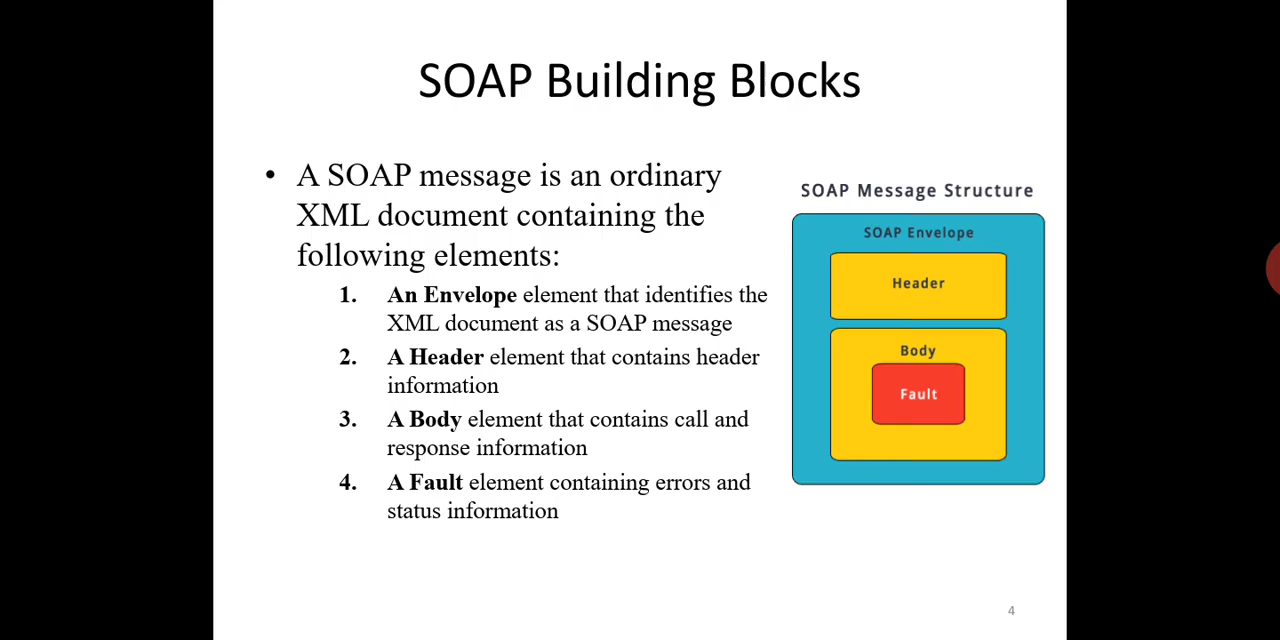 SOAP Building Blocks
• A SOAP message is an ordinary
XML document containing the
following elements:
1. An Envelope element that identifies the
XML document as a SOAP message
2. A Header element that contains header
information
3. A Body element that contains call and
response information
4. A Fault element containing errors and
status information
SOAP Message Structure
SOAP Envelope
Header
Body
Fault
4